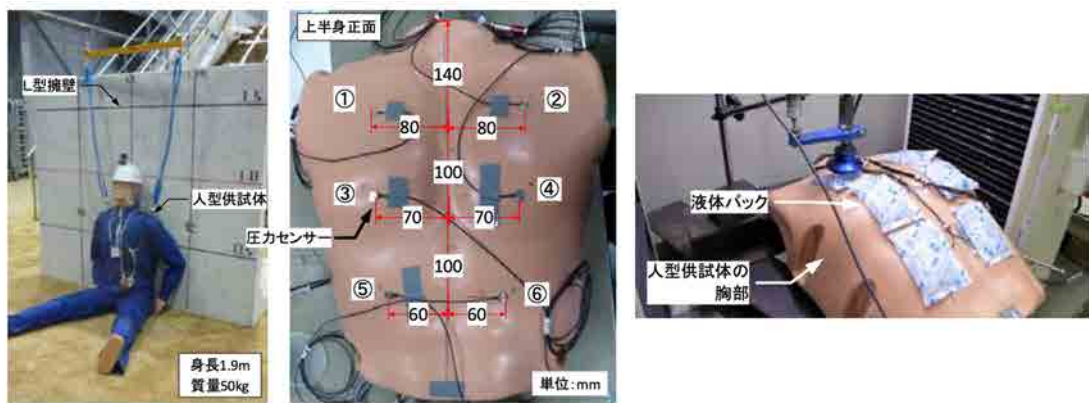 L型擁壁
人型供試体
身長1.9m
質量50kg
上半身正面
140
①
②
80
80
100
③
④
70
70
圧力センサー
100
⑤
⑥
60
60
単位：mm
液体パック
人型供試体の
胸部